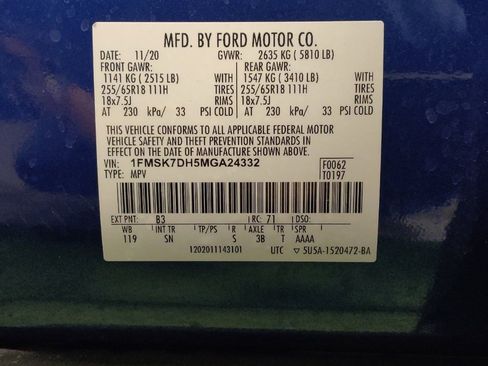 MFD. BY FORD MOTOR CO.
DATE: 11/20 GVWR: 2635 KG ( 5810 LB)
FRONT GAWR: REAR GAWR:
1141 KG ( 2515 LB) WITH 1547 KG ( 3410 LB) WITH
255/65R18 111H TIRES 255/65R18 111H TIRES
18x7.5J RIMS 18x7.5J RIMS
AT 230 kPa/ 33 PSI COLD AT 230 kPa/ 33 PSI COLD
THIS VEHICLE CONFORMS TO ALL APPLICABLE FEDERAL MOTOR
VEHICLE SAFETY AND THEFT PREVENTION STANDARDS IN
EFFECT ON THE DATE OF MANUFACTURE SHOWN ABOVE.
VIN: 1FMSK7DH5MGA24332 F0062
TYPE: MPV T0197
EXT PNT: B3 RC: 71 DSO:
WB INT TR TP/PS R AXLE TR SPR
119 SN S 3B T AAAA
1202011143101 UTC ▽ 5U5A-1520472-BA